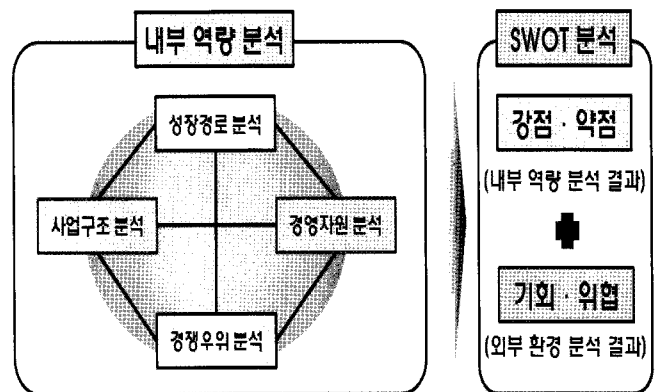 내부 역량 분석
성장경로 분석
사업구조 분석
경영자원 분석
경쟁우위 분석
SWOT 분석
강점 · 약점
(내부 역량 분석 결과)
기회 · 위협
(외부 환경 분석 결과)